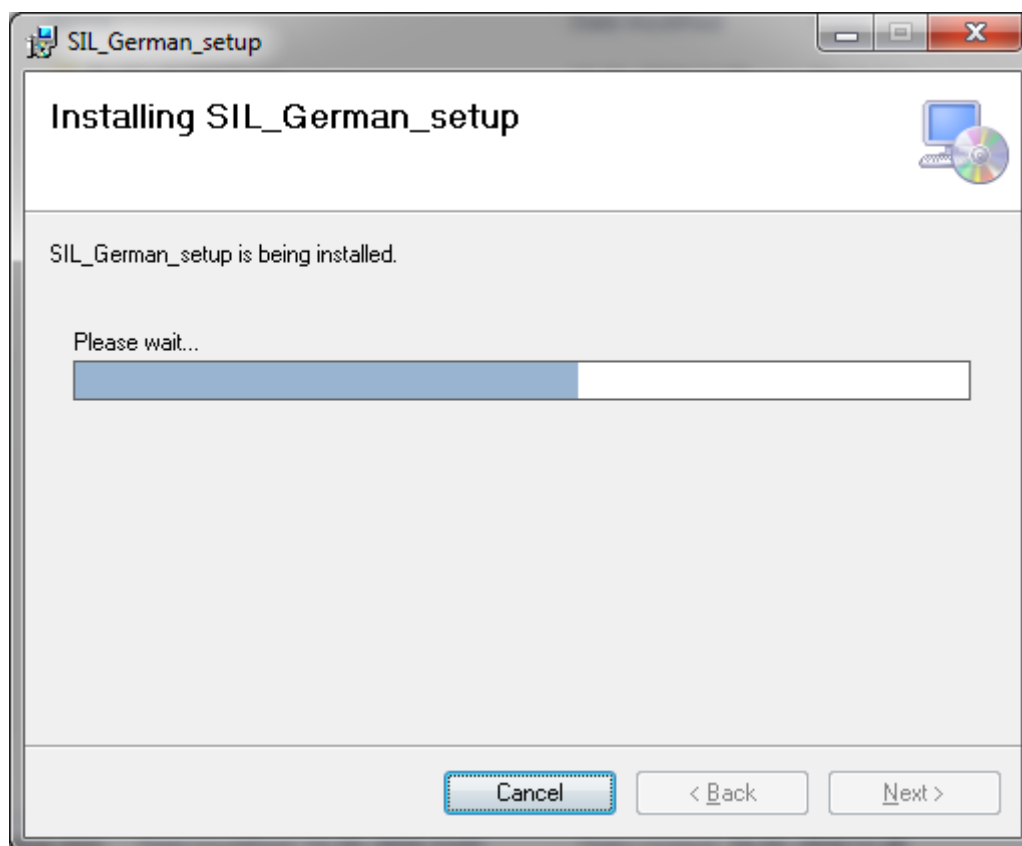 SIL_German_setup
Installing SIL_German_setup
SIL_German_setup is being installed.
Please wait...
Cancel
< Back
Next >